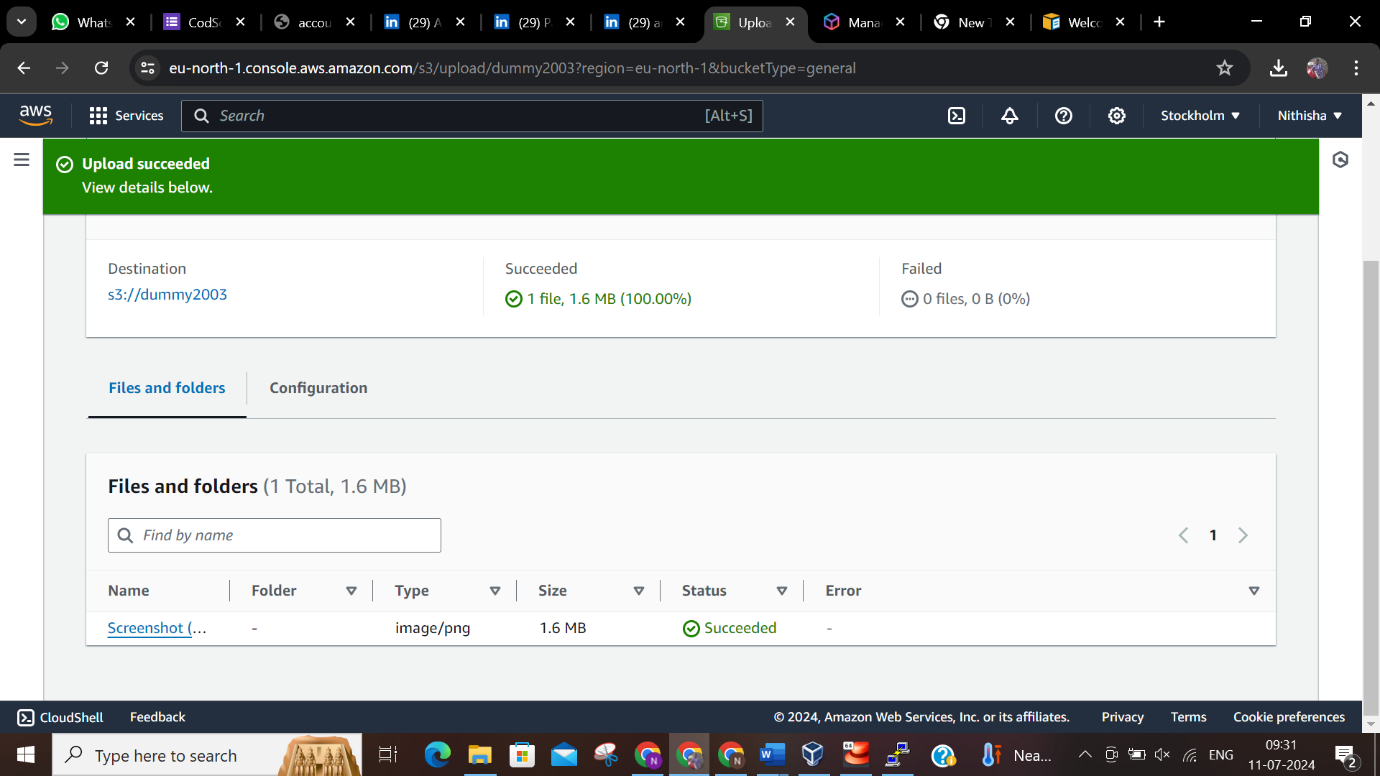 Whats
CodSo
accou
(29) A
(29) P
(29) a
Uploa
Mana
New T
Welco
eu-north-1.console.aws.amazon.com/s3/upload/dummy2003?region=eu-north-1&bucketType=general
aws
Services
Search
[Alt+S]
Stockholm
Nithisha
Upload succeeded
View details below.
Destination
Succeeded
Failed
s3://dummy2003
1 file, 1.6 MB (100.00%)
0 files, 0 B (0%)
Files and folders
Configuration
Files and folders (1 Total, 1.6 MB)
Find by name
1
Name
Folder
Type
Size
Status
Error
Screenshot (...
-
image/png
1.6 MB
Succeeded
-
CloudShell
Feedback
© 2024, Amazon Web Services, Inc. or its affiliates.
Privacy
Terms
Cookie preferences
Type here to search
Nea...
ENG
09:31
11-07-2024
2